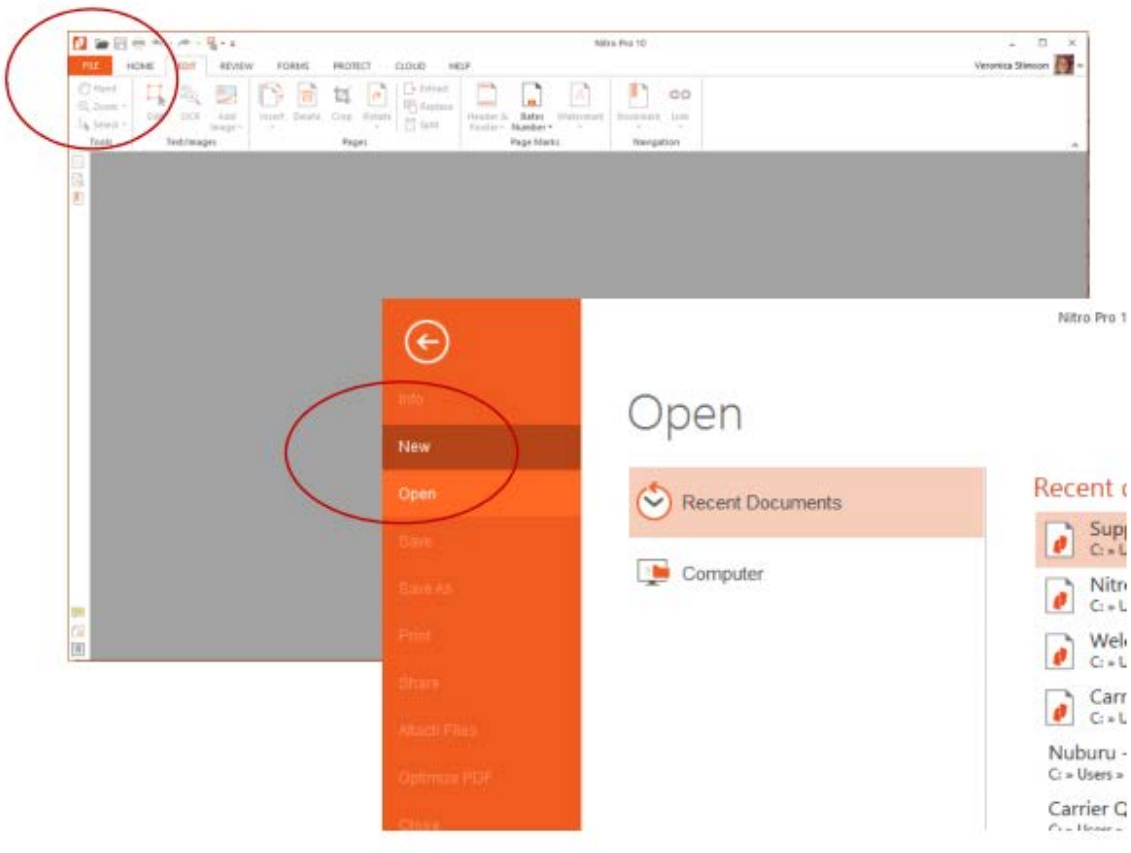 Nitro Pro 10
FILE HOME EDIT REVIEW FORMS PROTECT CLOUD HELP
Veronica Stinson
Hand
Zoom
Select
Edit OCR Add Image
Insert Delete Crop Rotate
Extract
Replace
Split
Header & Footer Bates Number Watermark
Bookmark Link
Tools Text/Images Pages Page Marks Navigation
Nitro Pro 1
Info
New
Open
Save
Save As
Print
Share
Attach Files
Optimize PDF
Close
Open
Recent Documents
Computer
Recent
Sup
C: » U
Nitr
C: » U
Wel
C: » U
Carr
C: » U
Nuburu -
C: » Users »
Carrier Q
C: » Users »